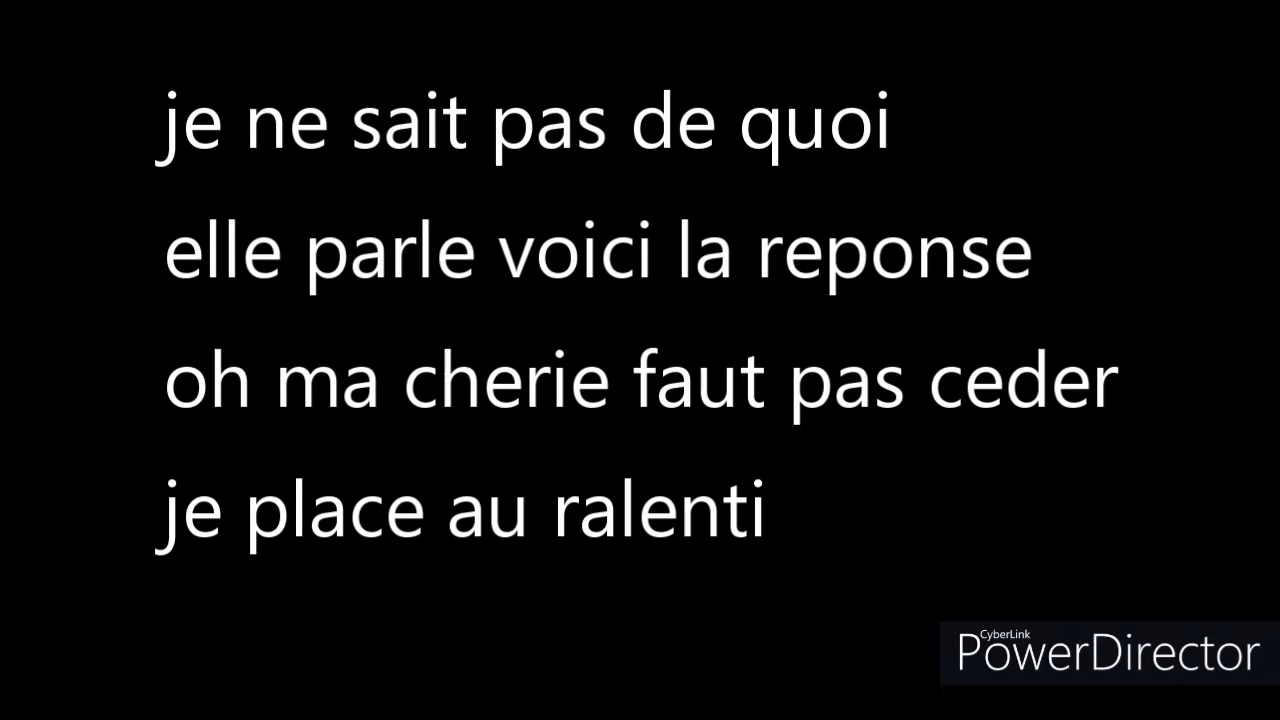 je ne sait pas de quoi
elle parle voici la reponse
oh ma cherie faut pas ceder
je place au ralenti
CyberLink
PowerDirector